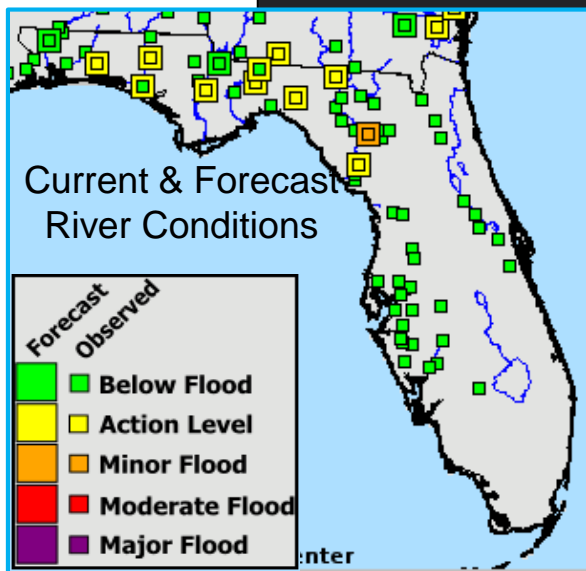 Current & Forecast
River Conditions
Forecast
Observed
Below Flood
Action Level
Minor Flood
Moderate Flood
Major Flood
enter